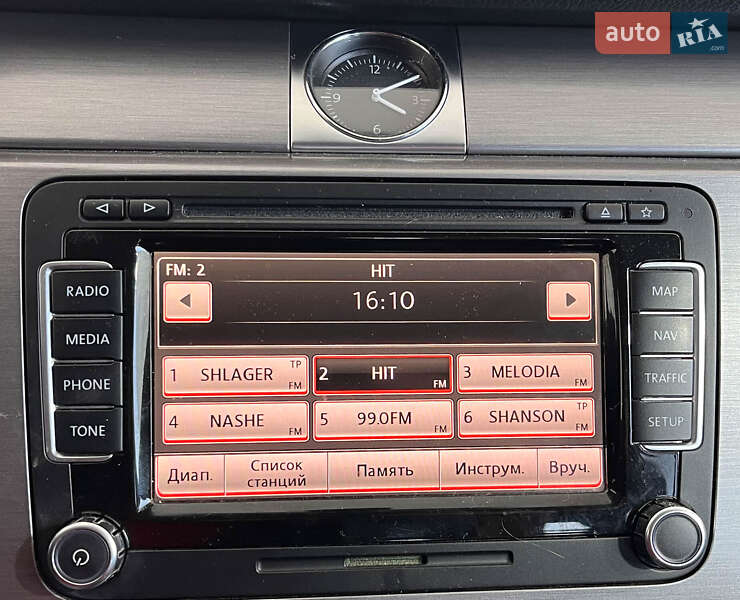 auto RIA .com
12
9
3
6
FM: 2 HIT
16:10
RADIO
MEDIA
PHONE
TONE
1 SHLAGER TP FM
2 HIT FM
3 MELODIA FM
4 NASHE FM
5 99.0FM FM
6 SHANSON TP FM
Диап.
Список
станций
Память
Инструм.
Вруч.
MAP
NAV
TRAFFIC
SETUP